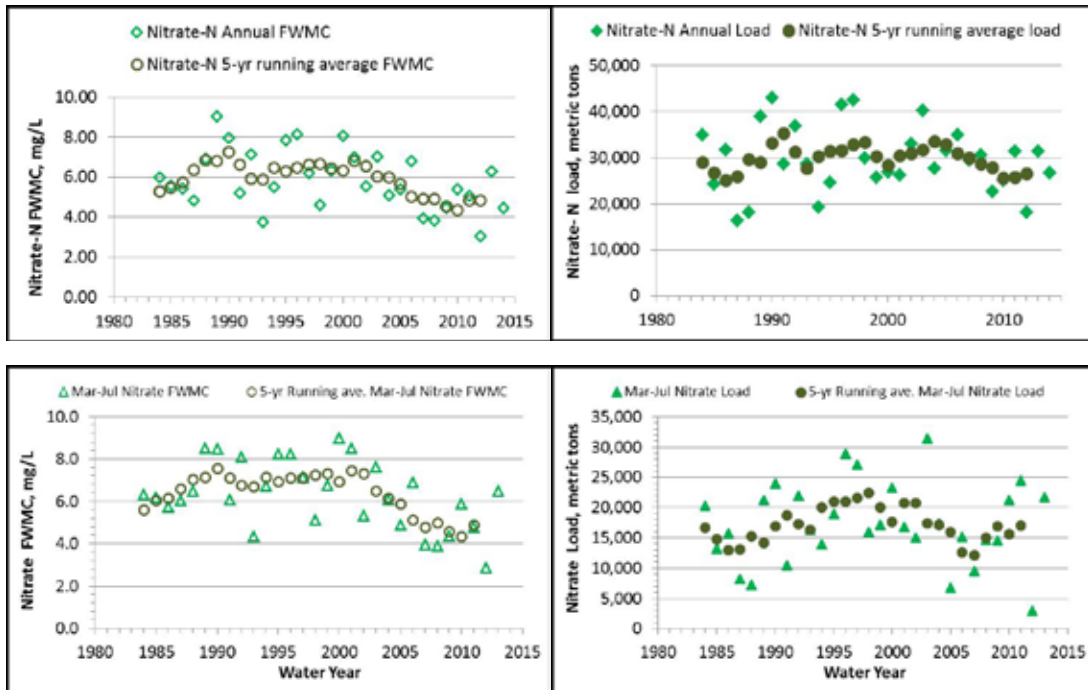 Nitrate-N Annual FWMC
Nitrate-N 5-yr running average FWMC
Nitrate-N FWMC, mg/L
10.00
8.00
6.00
4.00
2.00
0.00
1980 1985 1990 1995 2000 2005 2010 2015
Nitrate-N Annual Load Nitrate-N 5-yr running average load
Nitrate- N load, metric tons
50,000
40,000
30,000
20,000
10,000
0
1980 1990 2000 2010
Mar-Jul Nitrate FWMC 5-yr Running ave. Mar-Jul Nitrate FWMC
Nitrate FWMC, mg/L
10.0
8.0
6.0
4.0
2.0
0.0
1980 1985 1990 1995 2000 2005 2010 2015
Water Year
Mar-Jul Nitrate Load 5-yr Running ave. Mar-Jul Nitrate Load
Nitrate Load, metric tons
35,000
30,000
25,000
20,000
15,000
10,000
5,000
0
1980 1985 1990 1995 2000 2005 2010 2015
Water Year